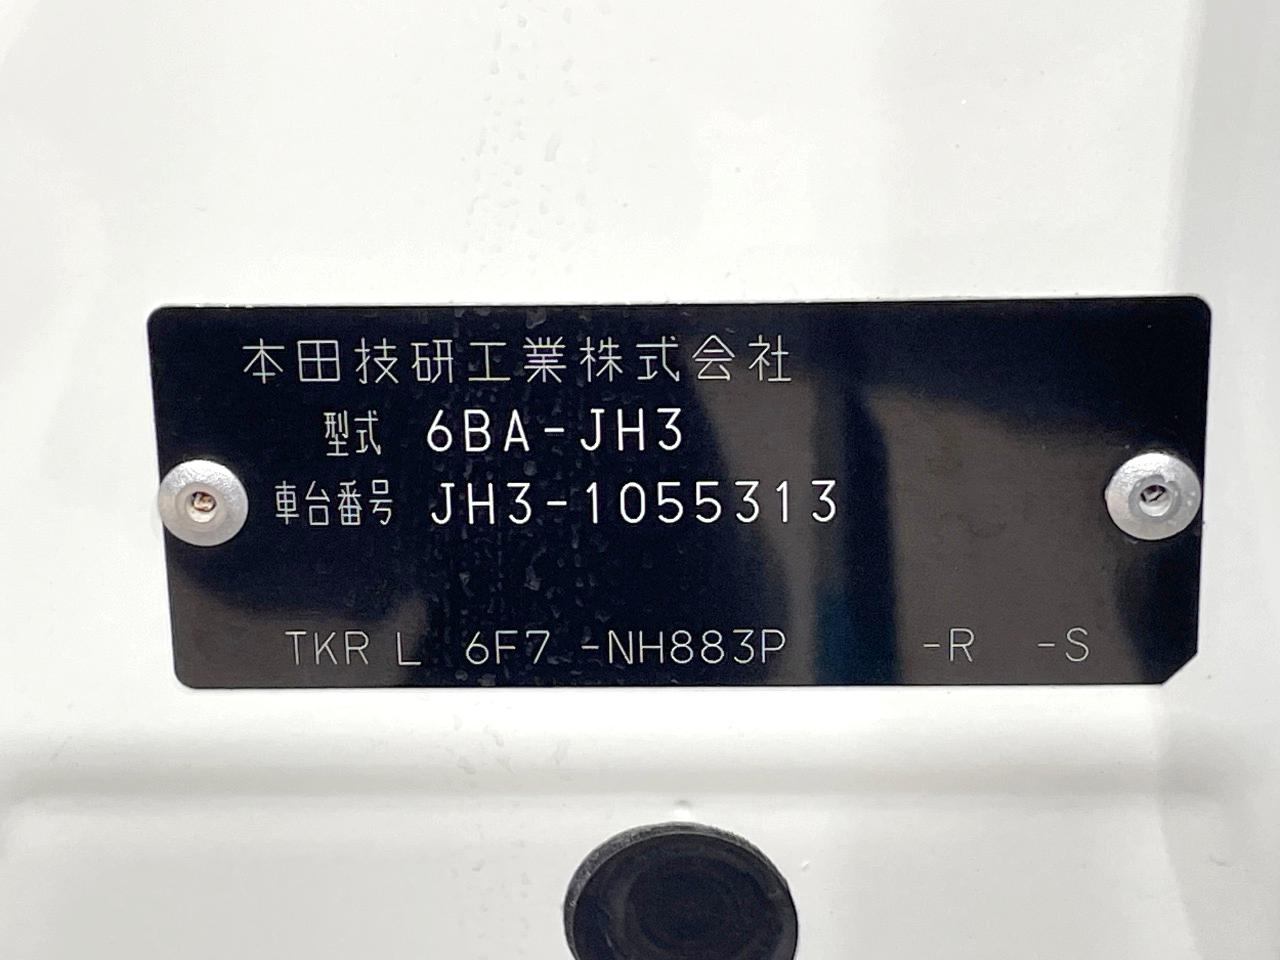 本田技研工業株式会社
型式 6BA-JH3
車台番号 JH3-1055313
TKR L 6F7 -NH883P -R -S